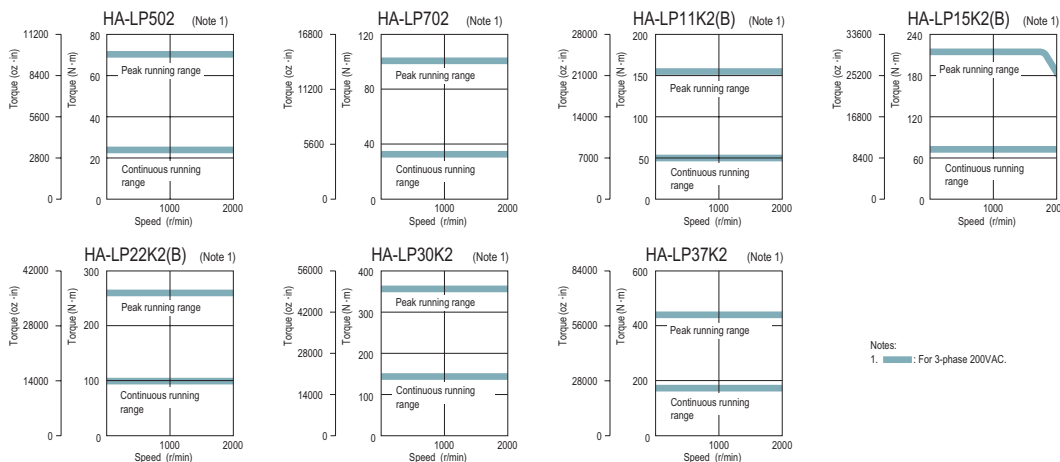 HA-LP502 (Note 1)
Torque (oz·in)
11200
8400
5600
2800
0
Torque (N·m)
80
60
40
20
0
Peak running range
Continuous running
range
1000
2000
Speed (r/min)
HA-LP702 (Note 1)
Torque (oz·in)
16800
11200
5600
0
Torque (N·m)
120
80
40
0
Peak running range
Continuous running
range
1000
2000
Speed (r/min)
HA-LP11K2(B) (Note 1)
Torque (oz·in)
28000
21000
14000
7000
0
Torque (N·m)
200
150
100
50
0
Peak running range
Continuous running
range
1000
2000
Speed (r/min)
HA-LP15K2(B) (Note 1)
Torque (oz·in)
33600
25200
16800
8400
0
Torque (N·m)
240
180
120
60
0
Peak running range
Continuous running
range
1000
200
Speed (r/min)
HA-LP22K2(B) (Note 1)
Torque (oz·in)
42000
28000
14000
0
Torque (N·m)
300
200
100
0
Peak running range
Continuous running
range
1000
2000
Speed (r/min)
HA-LP30K2 (Note 1)
Torque (oz·in)
56000
42000
28000
14000
0
Torque (N·m)
400
300
200
100
0
Peak running range
Continuous running
range
1000
2000
Speed (r/min)
HA-LP37K2 (Note 1)
Torque (oz·in)
84000
56000
28000
0
Torque (N·m)
600
400
200
0
Peak running range
Continuous running
range
1000
2000
Speed (r/min)
Notes:
1. : For 3-phase 200VAC.